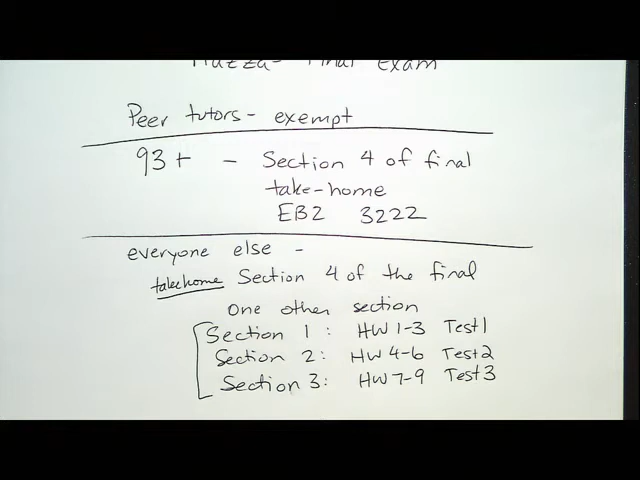 Final Exam
Peer tutors - exempt
93+ - Section 4 of final
take-home
EB2 3222
everyone else -
takehome Section 4 of the final
One other section
Section 1: HW 1-3 Test 1
Section 2: HW 4-6 Test 2
Section 3: HW 7-9 Test 3